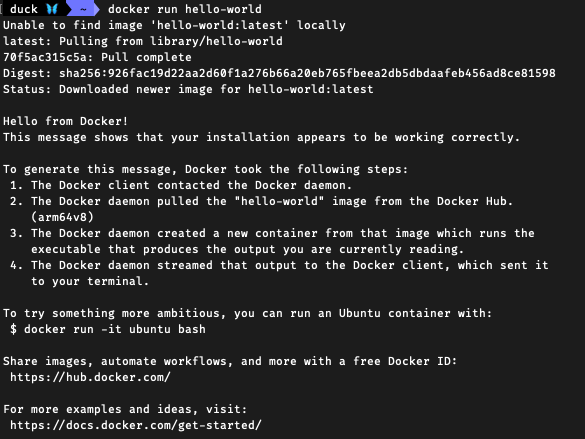 duck 🦋 ~ docker run hello-world
Unable to find image 'hello-world:latest' locally
latest: Pulling from library/hello-world
70f5ac315c5a: Pull complete
Digest: sha256:926fac19d22aa2d60f1a276b66a20eb765fbeea2db5dbdaafeb456ad8ce81598
Status: Downloaded newer image for hello-world:latest

Hello from Docker!
This message shows that your installation appears to be working correctly.

To generate this message, Docker took the following steps:
 1. The Docker client contacted the Docker daemon.
 2. The Docker daemon pulled the "hello-world" image from the Docker Hub.
    (arm64v8)
 3. The Docker daemon created a new container from that image which runs the
    executable that produces the output you are currently reading.
 4. The Docker daemon streamed that output to the Docker client, which sent it
    to your terminal.

To try something more ambitious, you can run an Ubuntu container with:
 $ docker run -it ubuntu bash

Share images, automate workflows, and more with a free Docker ID:
 https://hub.docker.com/

For more examples and ideas, visit:
 https://docs.docker.com/get-started/